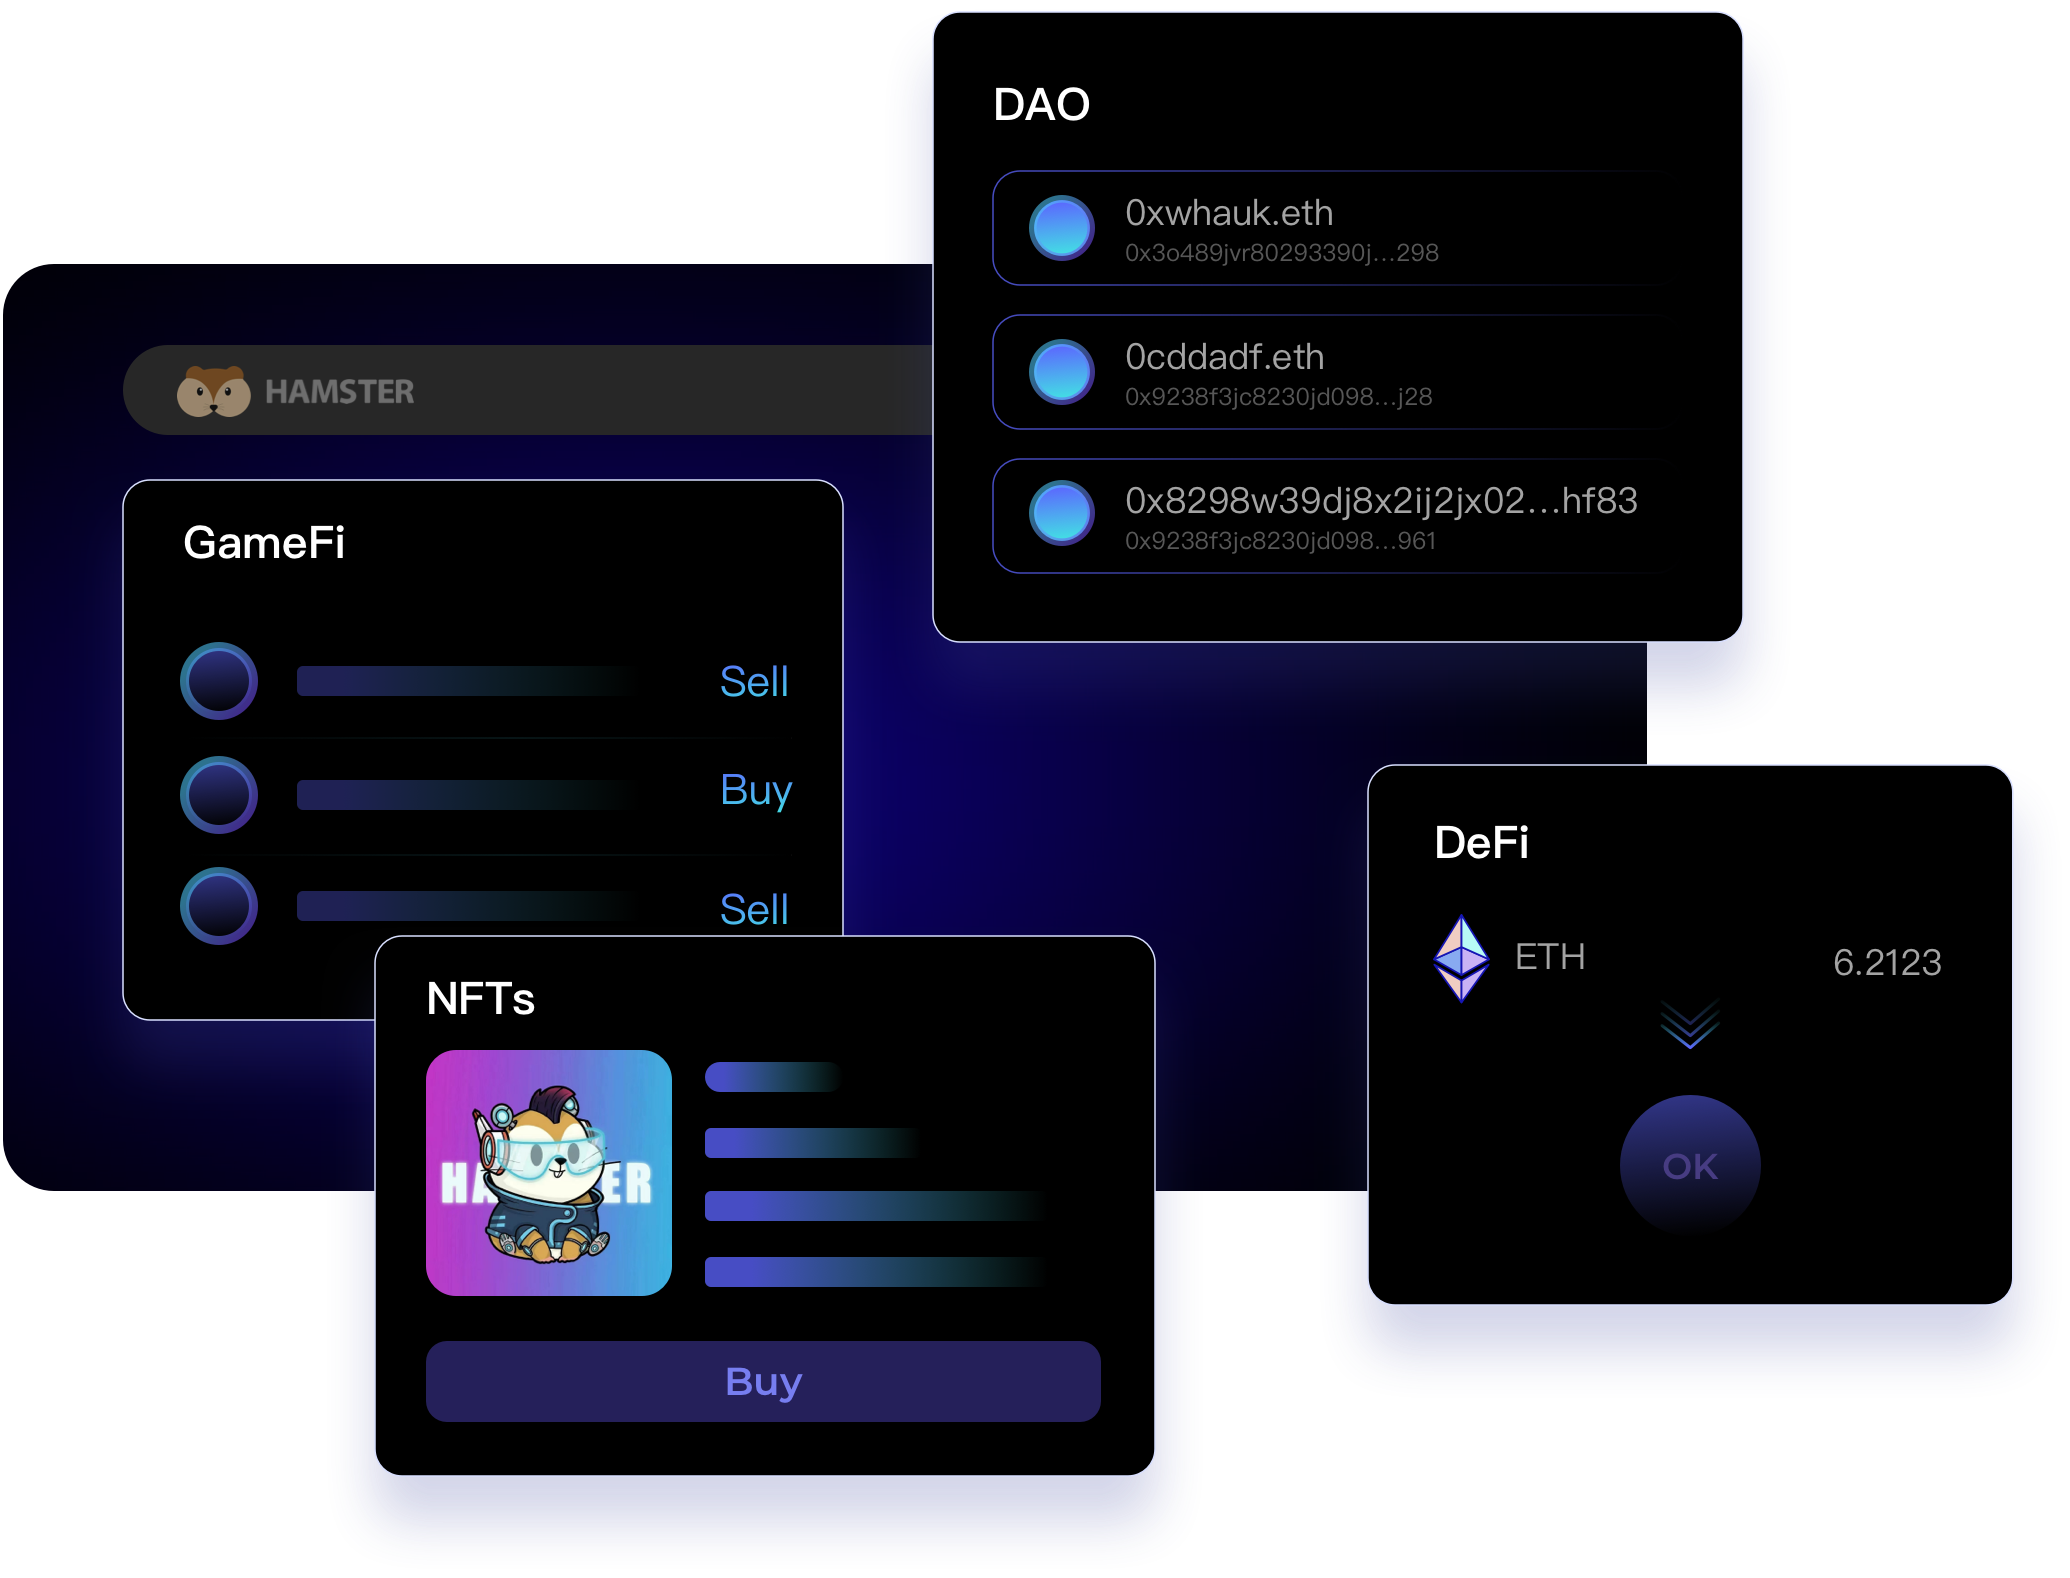 DAO
0xwhauk.eth
0x3o489jvr80293390j...298
0cddadf.eth
0x9238f3jc8230jd098...j28
0x8298w39dj8x2ij2jx02...hf83
0x9238f3jc8230jd098...961
HAMSTER
GameFi
Sell
Buy
Sell
DeFi
ETH
6.2123
OK
NFTs
HA ER
Buy